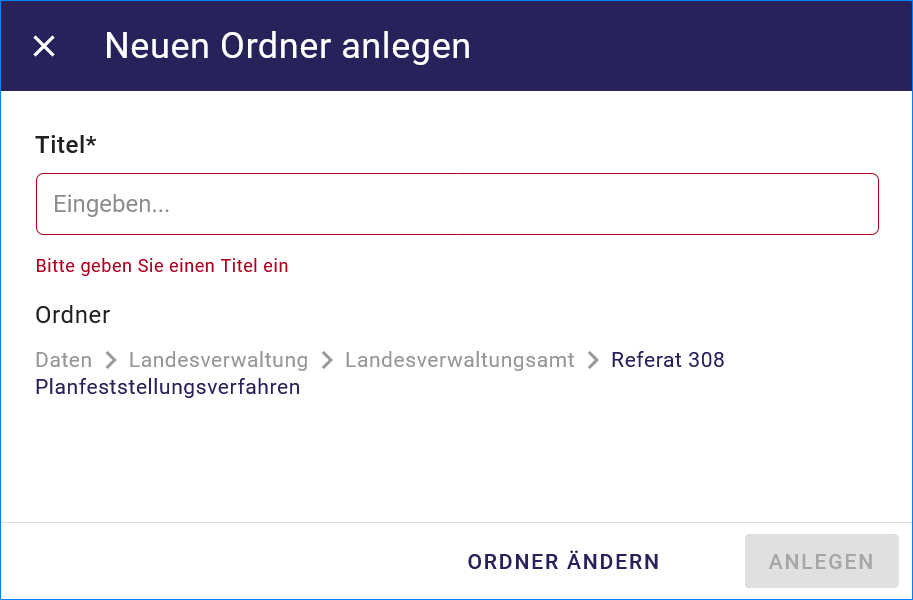 Neuen Ordner anlegen
Titel*
Eingeben...
Bitte geben Sie einen Titel ein
Ordner
Daten > Landesverwaltung > Landesverwaltungsamt > Referat 308
Planfeststellungsverfahren
ORDNER ÄNDERN ANLEGEN